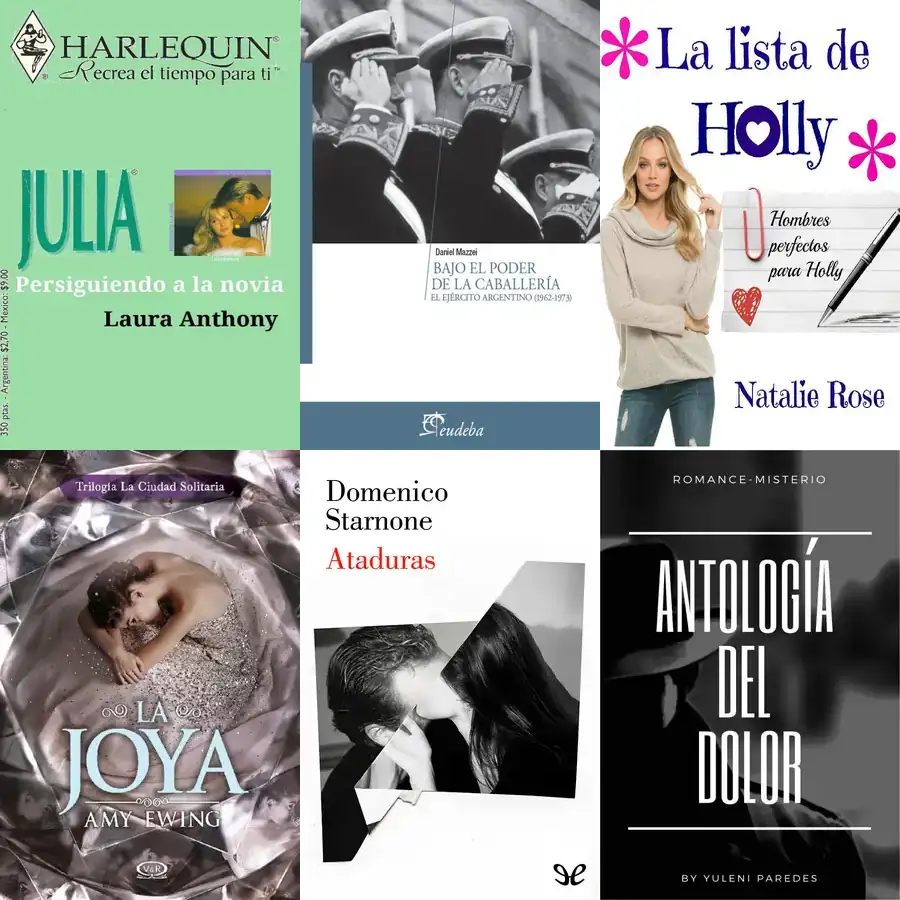 HARLEQUIN®
Recrea el tiempo para ti™
JULIA®
Persiguiendo a la novia
Laura Anthony
350 ptas. - Argentina: $2,70 - Mexico: $9,00
Daniel Mazzei
BAJO EL PODER
DE LA CABALLERÍA
EL EJÉRCITO ARGENTINO (1962-1973)
eudeba
La lista de
Holly
Hombres
perfectos
para Holly
Natalie Rose
Trilogía La Ciudad Solitaria
LA
JOYA
AMY EWING
V&R
Domenico
Starnone
Ataduras
ROMANCE-MISTERIO
ANTOLOGÍA
DEL
DOLOR
BY YULENI PAREDES